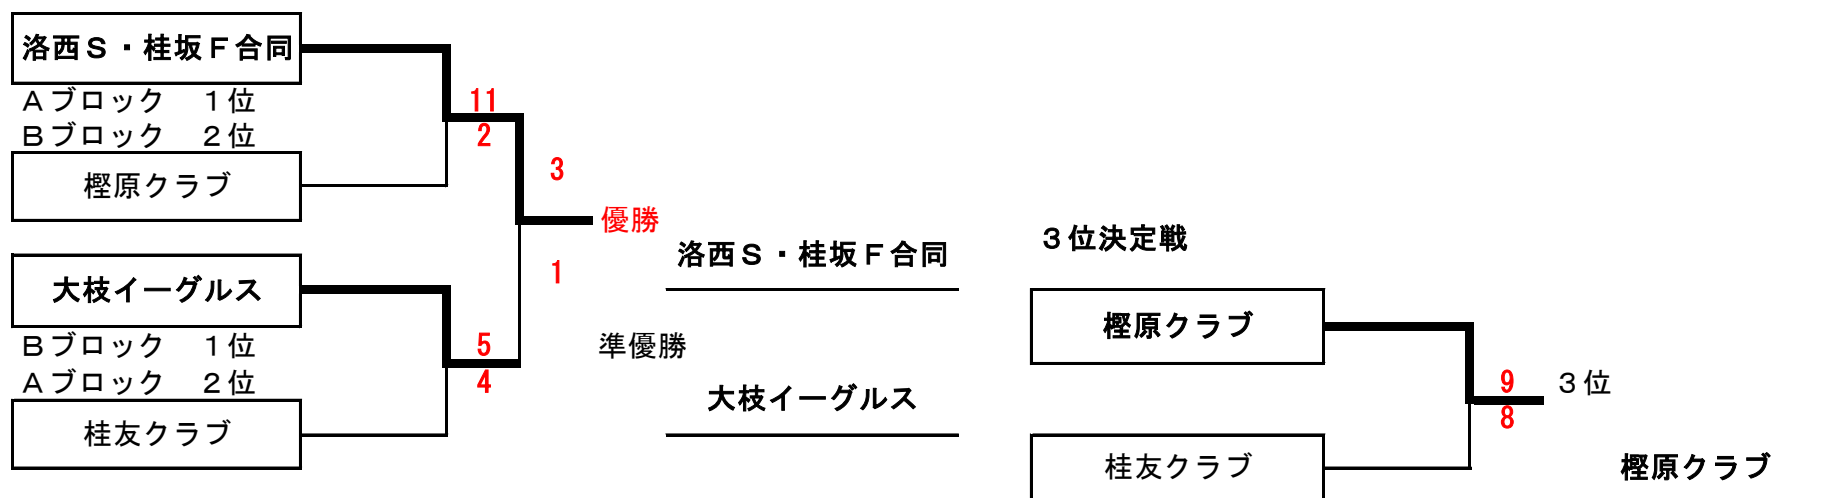 洛西Ｓ・桂坂Ｆ合同
Ａブロック　１位
Ｂブロック　２位
樫原クラブ
11
2
大枝イーグルス
Ｂブロック　１位
Ａブロック　２位
桂友クラブ
5
4
3
1
優勝
洛西Ｓ・桂坂Ｆ合同
準優勝
大枝イーグルス
３位決定戦
樫原クラブ
桂友クラブ
9
8
３位
樫原クラブ